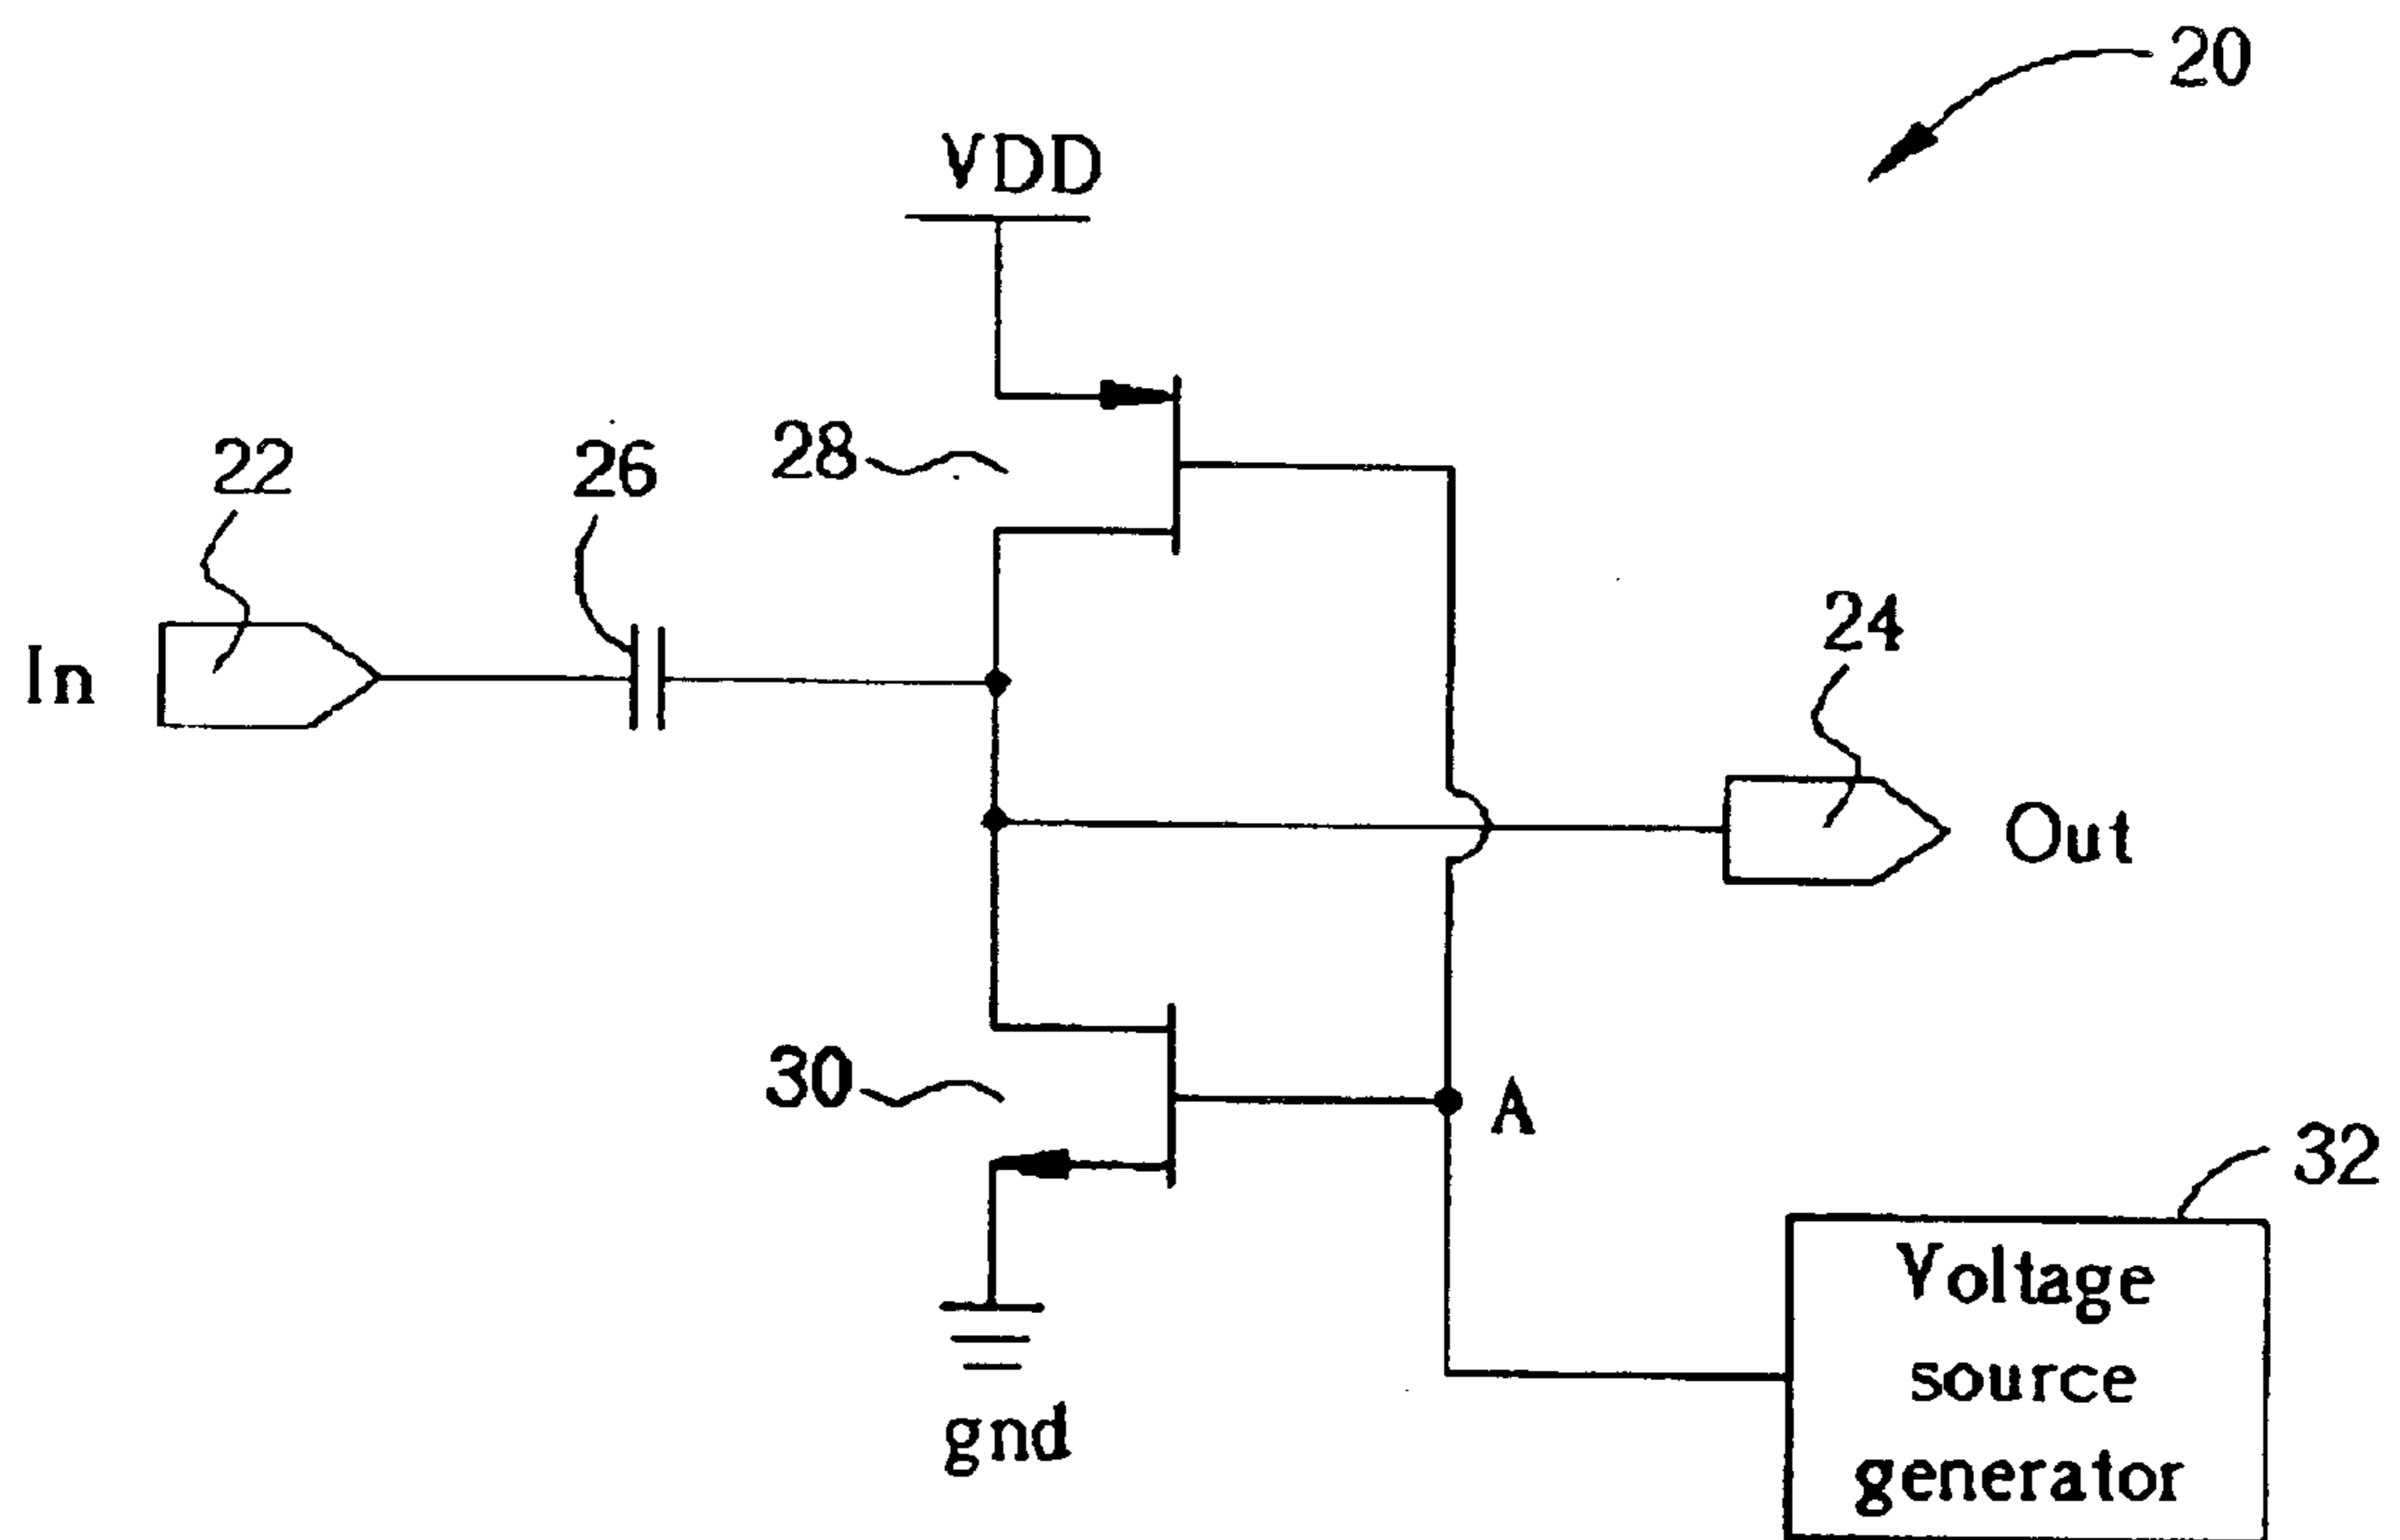 20
VDD
28
22
26
24
In
Out
30
A
32
Voltage
source
generator
gnd